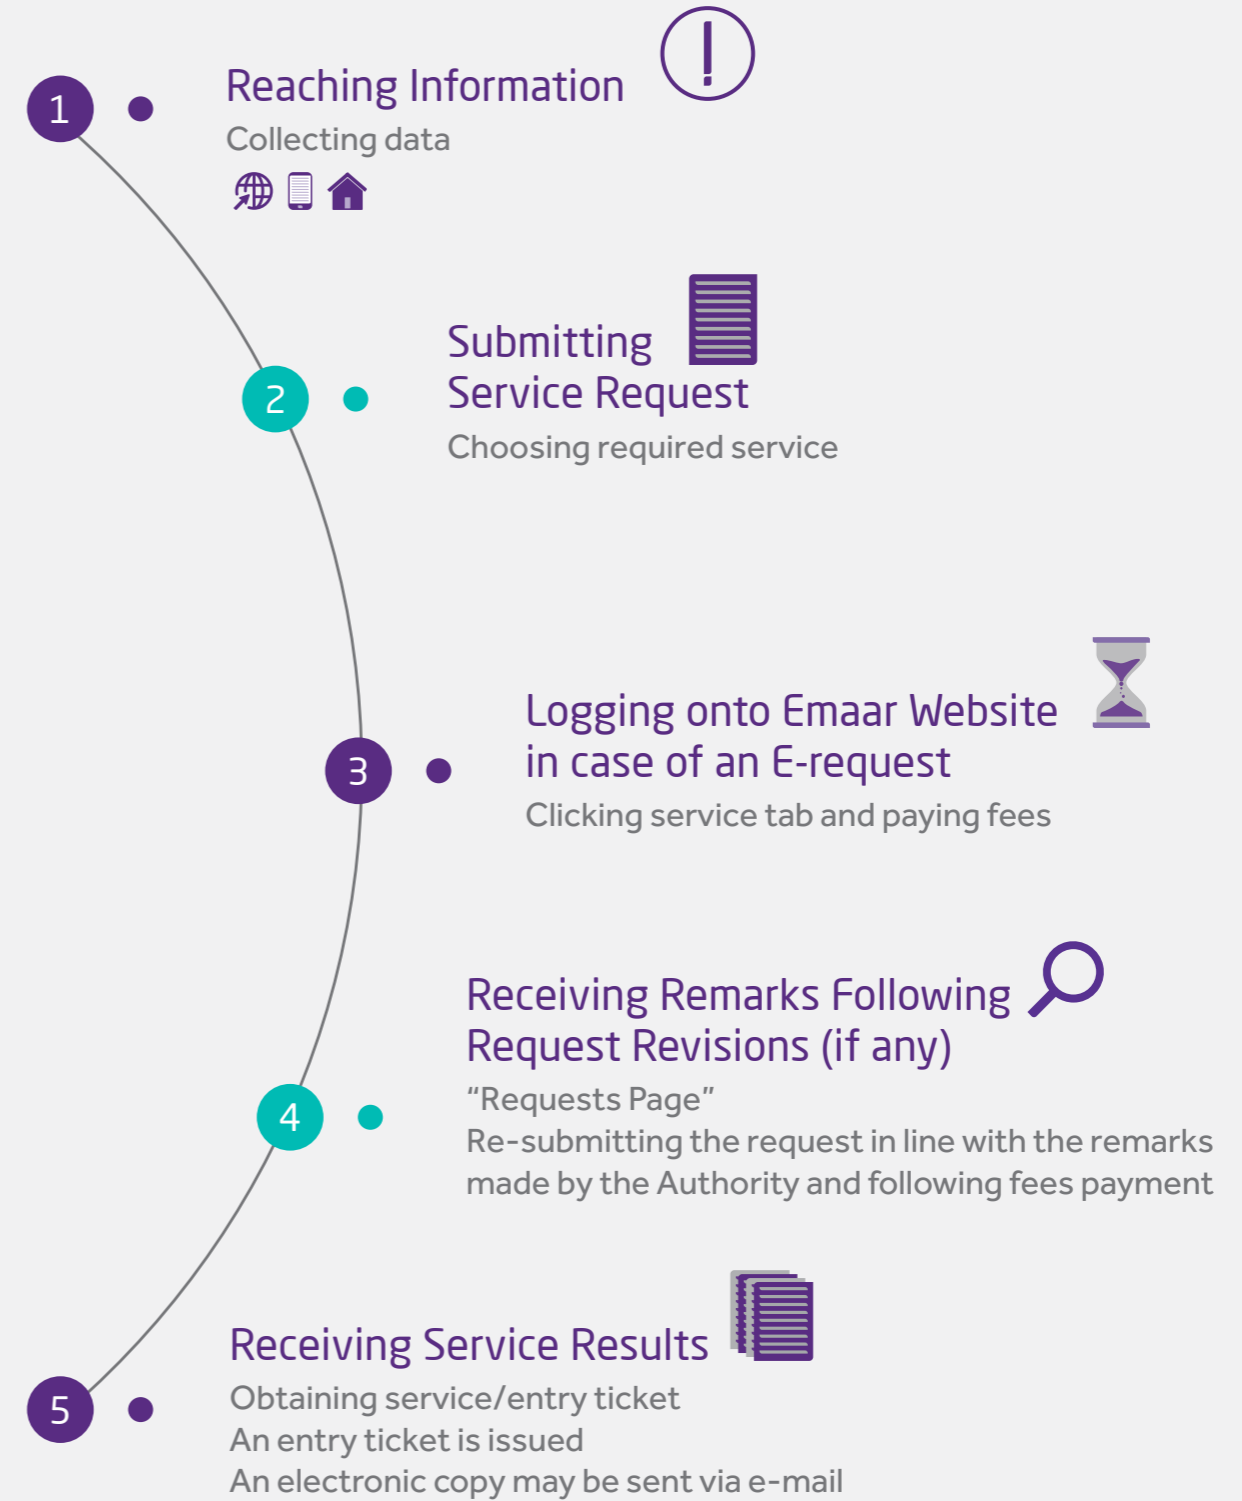 1
Reaching Information
Collecting data
2
Submitting
Service Request
Choosing required service
3
Logging onto Emaar Website
in case of an E-request
Clicking service tab and paying fees
4
Receiving Remarks Following
Request Revisions (if any)
“Requests Page”
Re-submitting the request in line with the remarks
made by the Authority and following fees payment
5
Receiving Service Results
Obtaining service/entry ticket
An entry ticket is issued
An electronic copy may be sent via e-mail